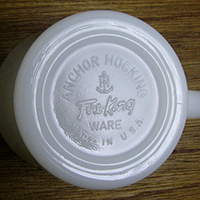 ANCHOR HOCKING
Fire-King
WARE
MADE IN U.S.A.